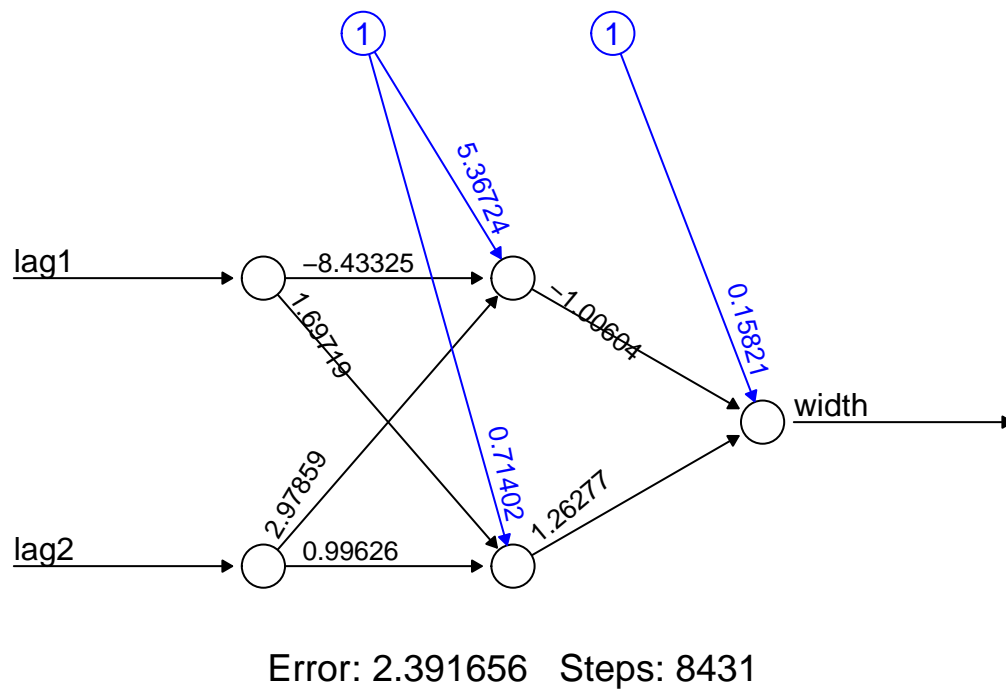 1
1
5.36724
lag1
−8.43325
1.69719
−1.00604
0.15821
width
0.71402
2.97859
1.26277
lag2
0.99626
Error: 2.391656 Steps: 8431